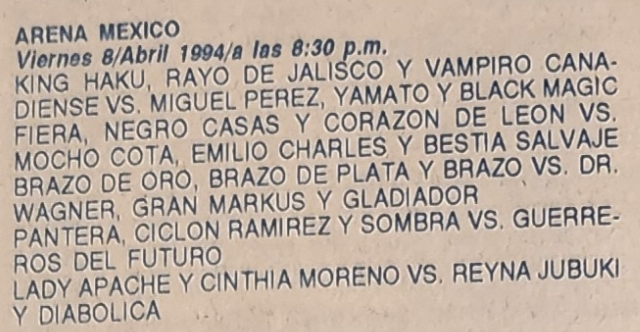 ARENA MEXICO
Viernes 8/Abril 1994/a las 8:30 p.m.
KING HAKU, RAYO DE JALISCO Y VAMPIRO CANA-
DIENSE VS. MIGUEL PEREZ, YAMATO Y BLACK MAGIC
FIERA, NEGRO CASAS Y CORAZON DE LEON VS.
MOCHO COTA, EMILIO CHARLES Y BESTIA SALVAJE
BRAZO DE ORO, BRAZO DE PLATA Y BRAZO VS. DR.
WAGNER, GRAN MARKUS Y GLADIADOR
PANTERA, CICLON RAMIREZ Y SOMBRA VS. GUERRE-
ROS DEL FUTURO
LADY APACHE Y CINTHIA MORENO VS. REYNA JUBUKI
Y DIABOLICA